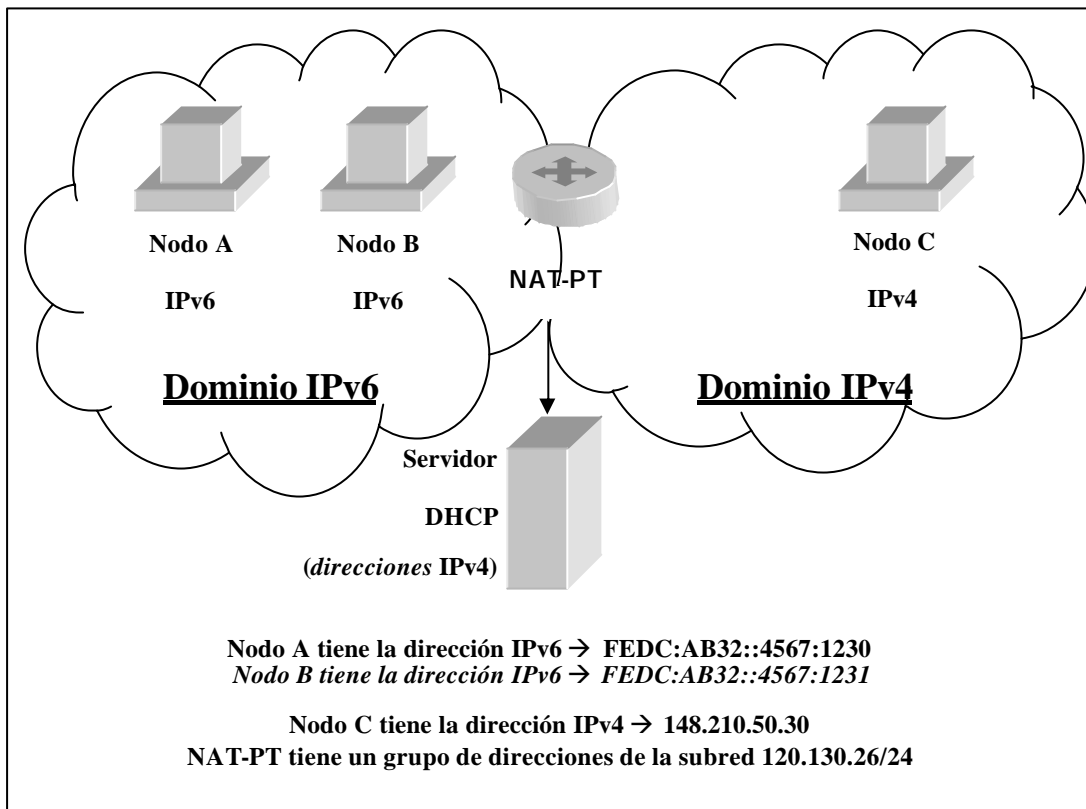 Nodo A
Nodo B
Nodo C
NAT-PT
IPv6
IPv6
IPv4
Dominio IPv6
Dominio IPv4
Servidor
DHCP
(direcciones IPv4)
Nodo A tiene la dirección IPv6 → FEDC:AB32::4567:1230
Nodo B tiene la dirección IPv6 → FEDC:AB32::4567:1231
Nodo C tiene la dirección IPv4 → 148.210.50.30
NAT-PT tiene un grupo de direcciones de la subred 120.130.26/24